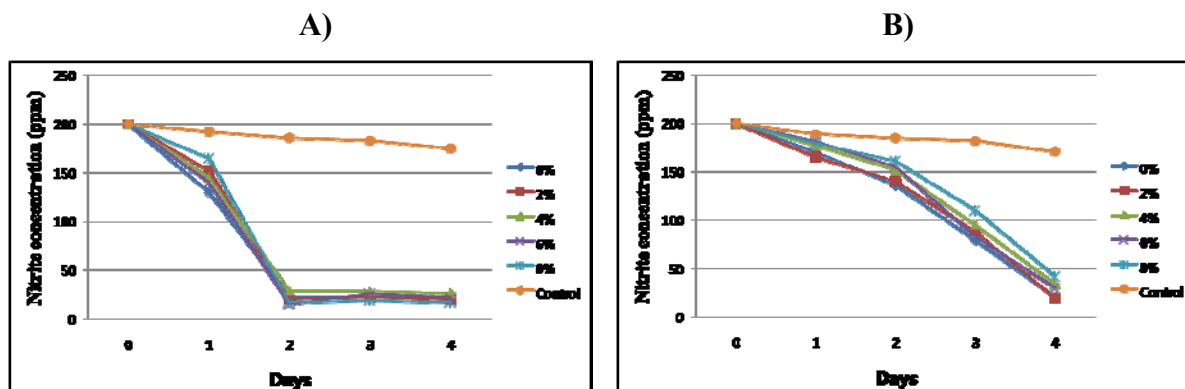 A)
250
200
150
100
50
0
Nitrite concentration (ppm)
0 1 2 3 4
Days
0%
2%
4%
6%
8%
Control
B)
250
200
150
100
50
0
Nitrite concentration (ppm)
0 1 2 3 4
Days
0%
2%
4%
6%
8%
Control